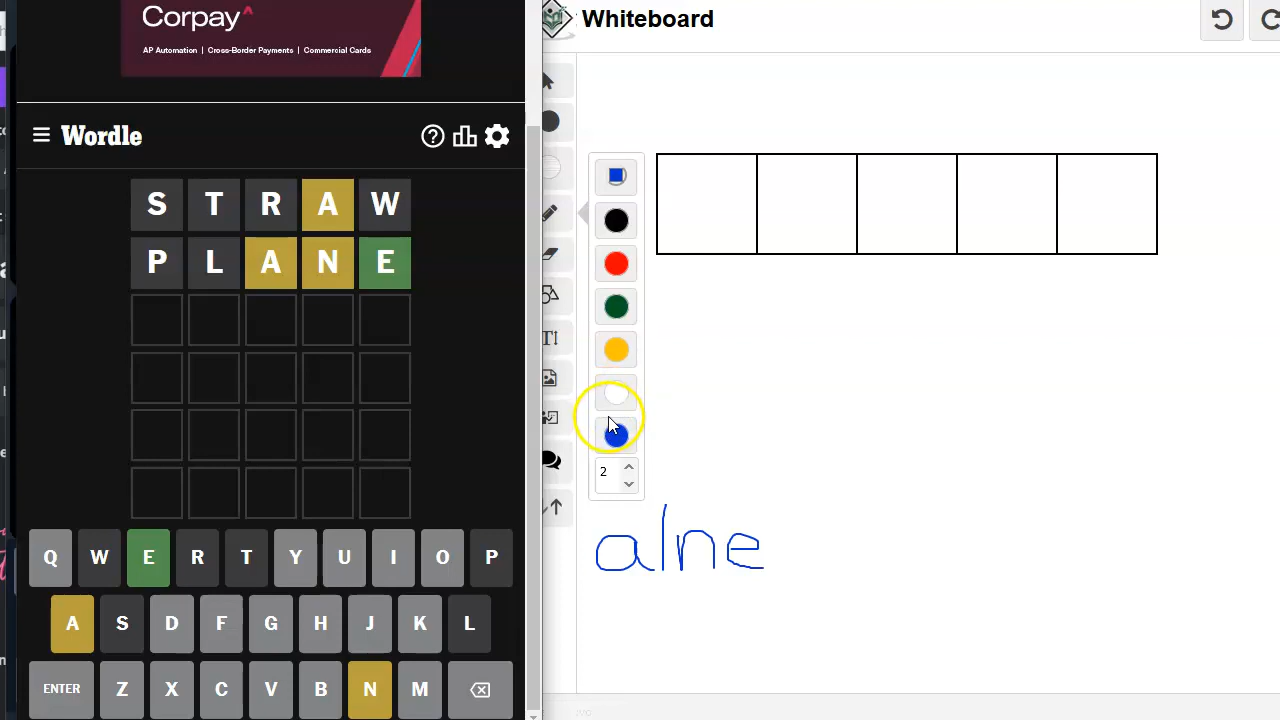 Corpay^
AP Automation | Cross-Border Payments | Commercial Cards
Whiteboard
Wordle
S T R A W
P L A N E
2
T
alne
Q W E R T Y U I O P
A S D F G H J K L
ENTER Z X C V B N M